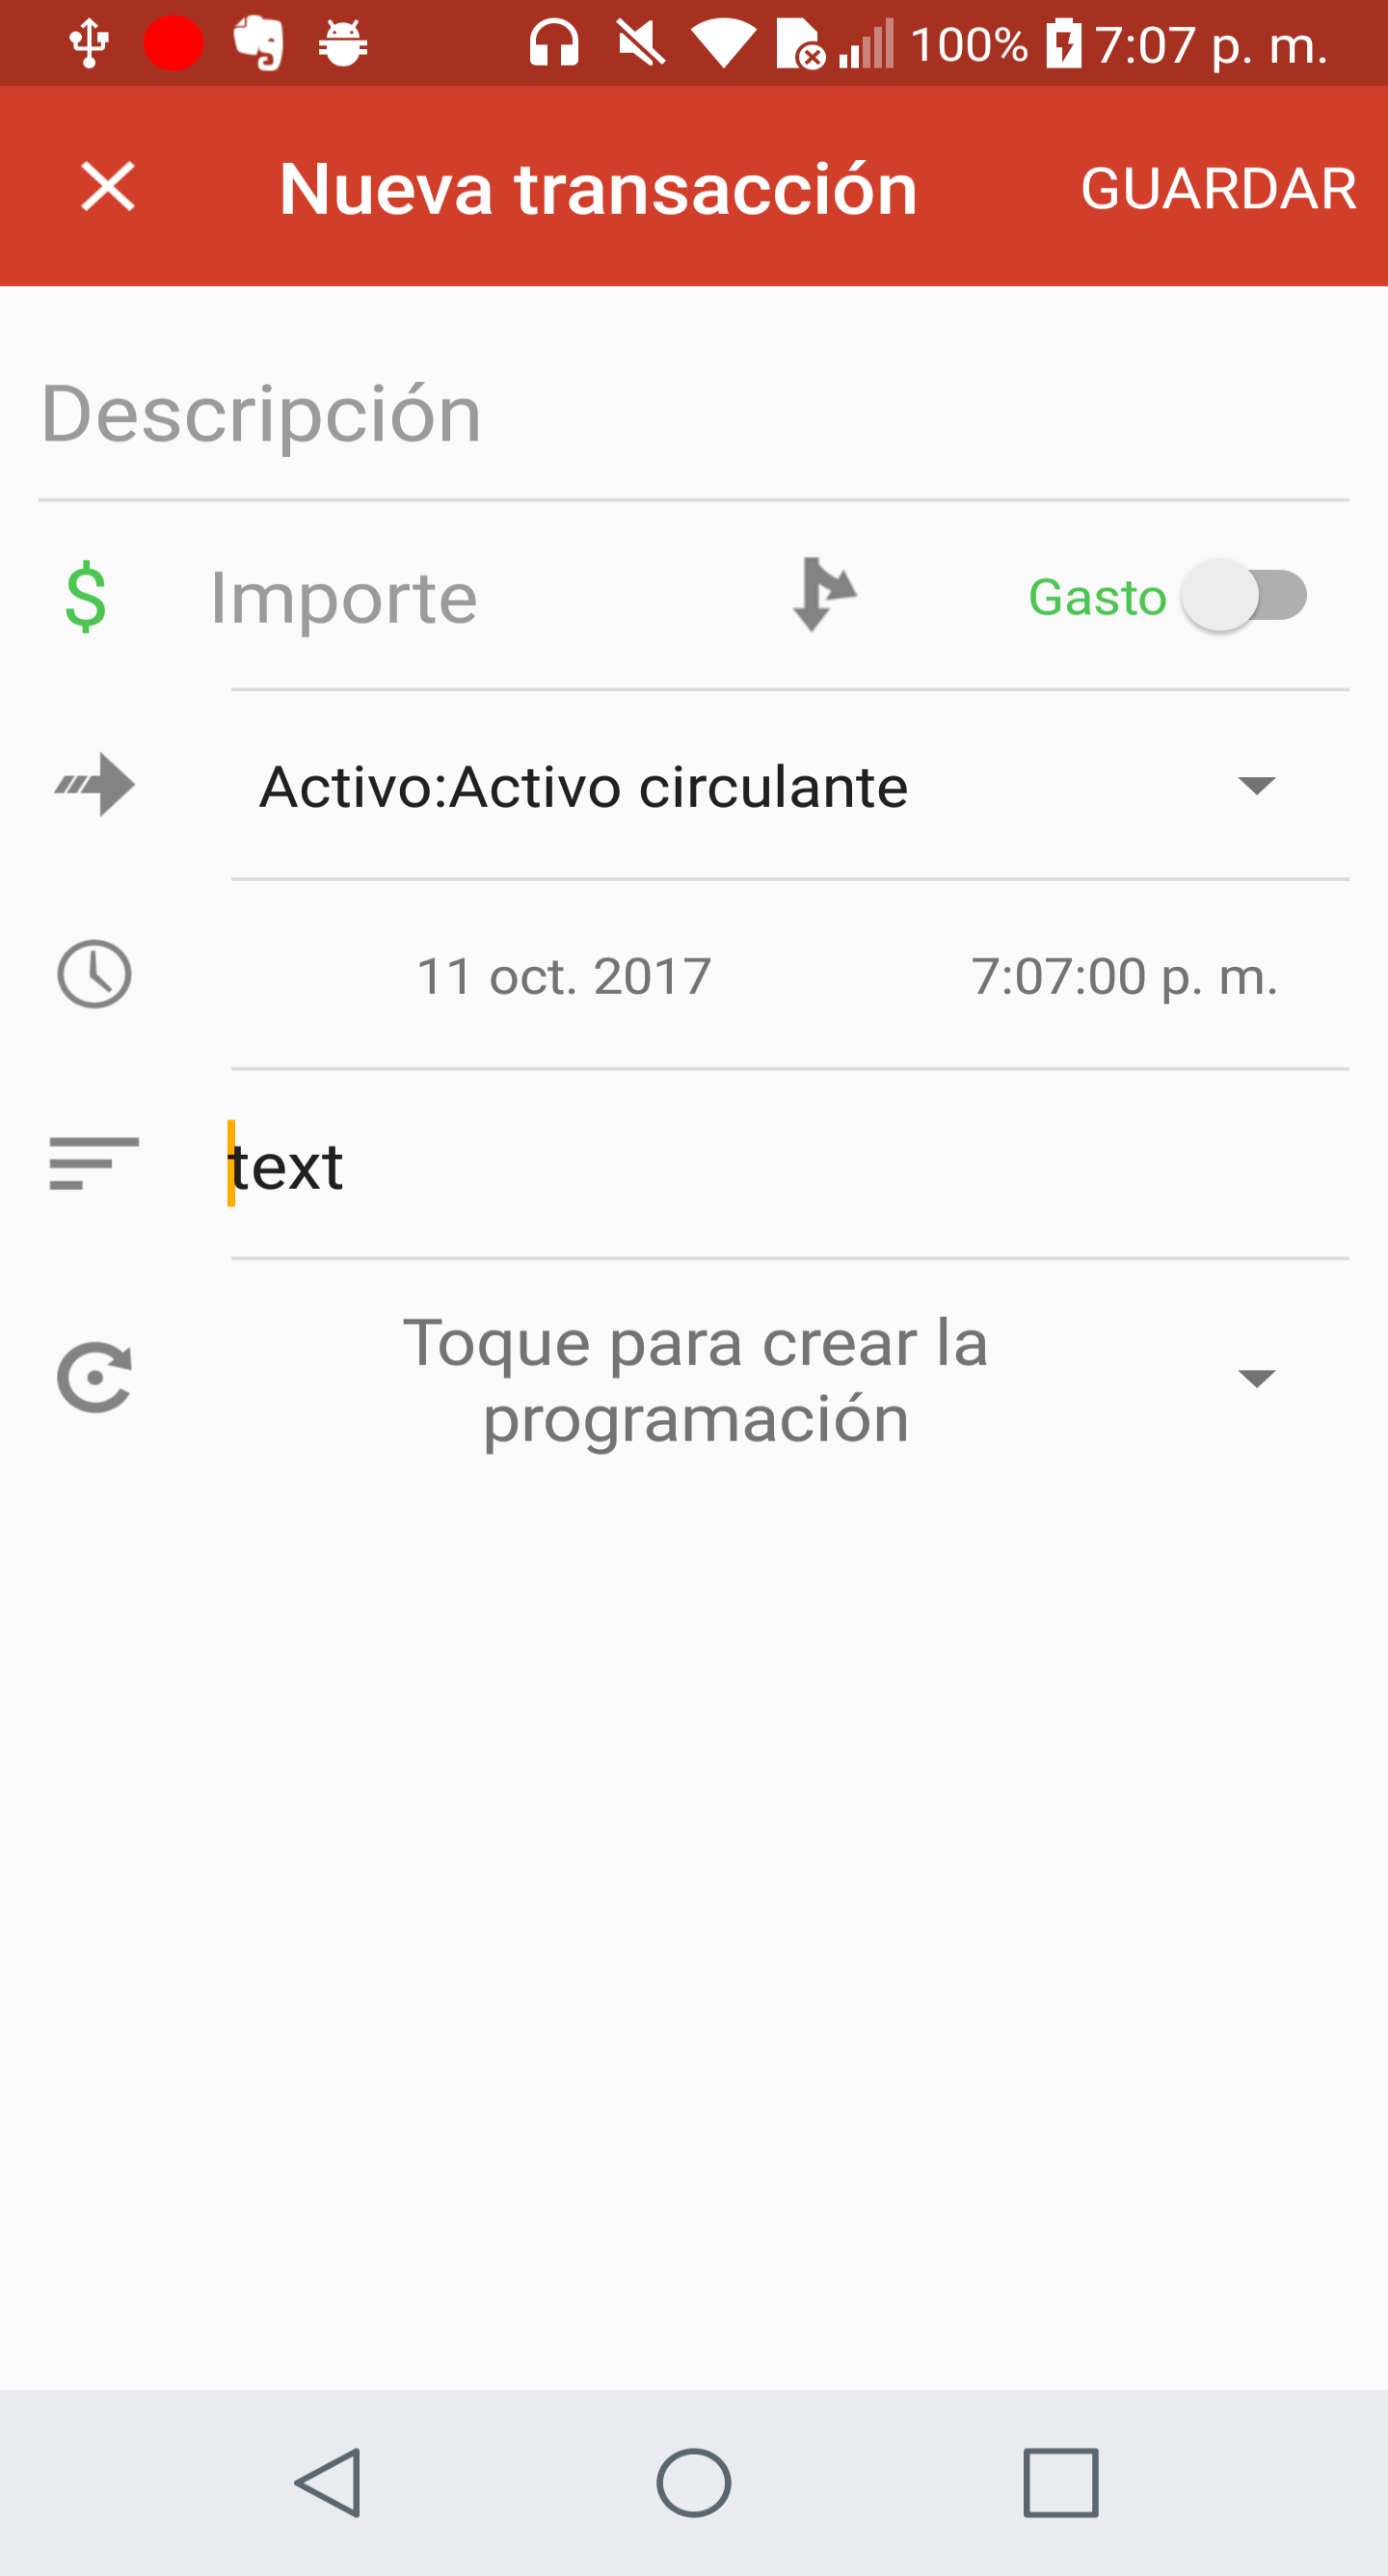 100% 7:07 p. m.
Nueva transacción GUARDAR
Descripción
$ Importe Gasto
Activo:Activo circulante
11 oct. 2017 7:07:00 p. m.
text
Toque para crear la
programación